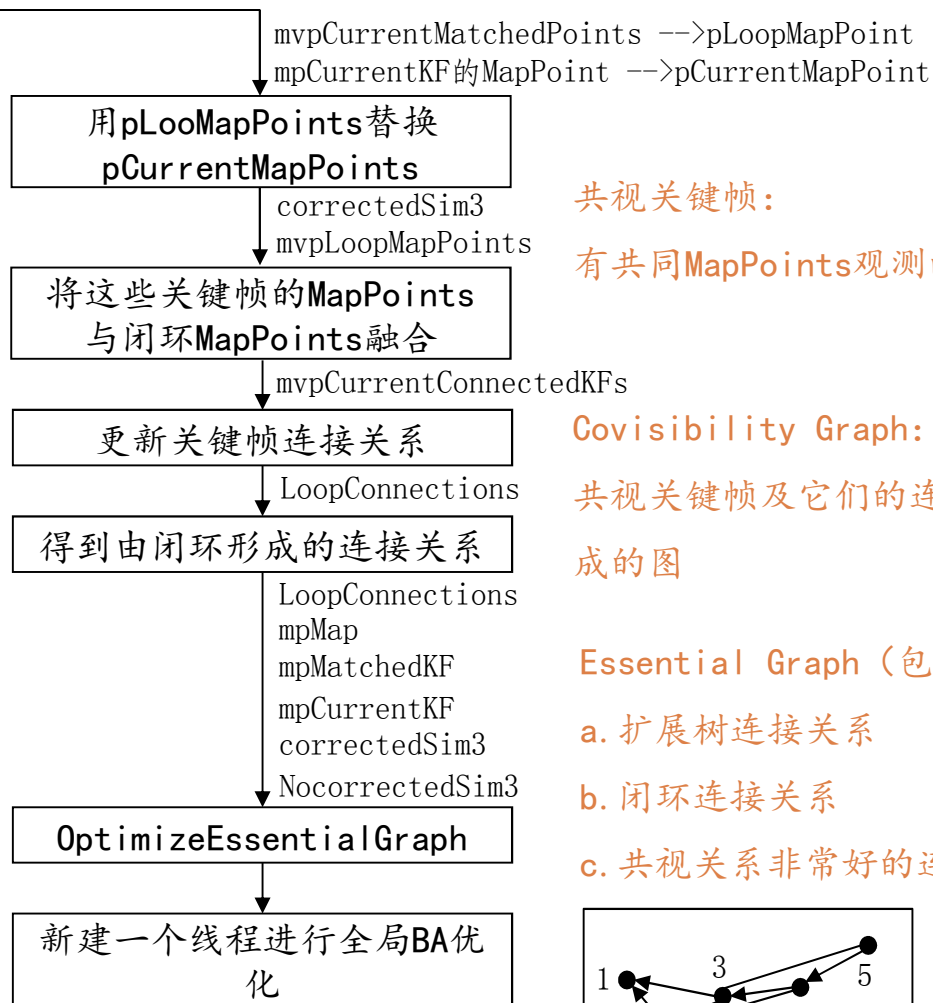 mvpCurrentMatchedPoints -->pLoopMapPoint
mpCurrentKF的MapPoint -->pCurrentMapPoint
用pLooMapPoints替换
pCurrentMapPoints
correctedSim3
mvpLoopMapPoints
将这些关键帧的MapPoints
与闭环MapPoints融合
mvpCurrentConnectedKFs
更新关键帧连接关系
LoopConnections
得到由闭环形成的连接关系
LoopConnections
mpMap
mpMatchedKF
mpCurrentKF
correctedSim3
NocorrectedSim3
OptimizeEssentialGraph
新建一个线程进行全局BA优
化
共视关键帧:
有共同MapPoints观测
Covisibility Graph:
共视关键帧及它们的连
成的图
Essential Graph (包
a.扩展树连接关系
b.闭环连接关系
c.共视关系非常好的连
1
3
5